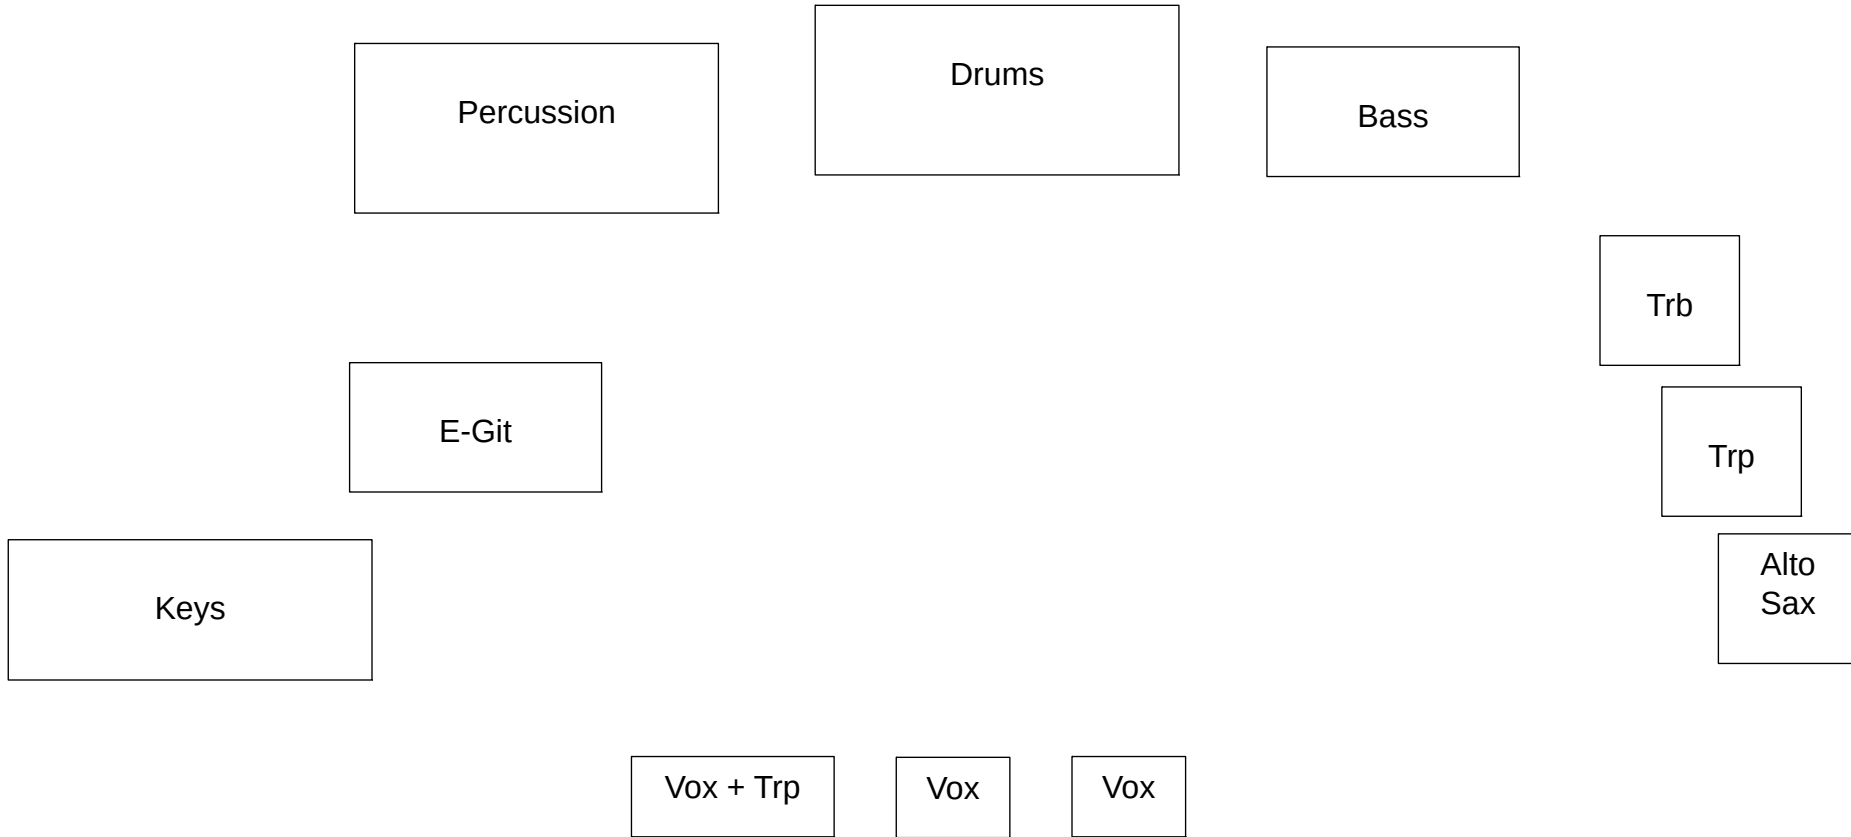 Drums
Percussion
Bass
Trb
E-Git
Trp
Alto
Sax
Keys
Vox + Trp
Vox
Vox